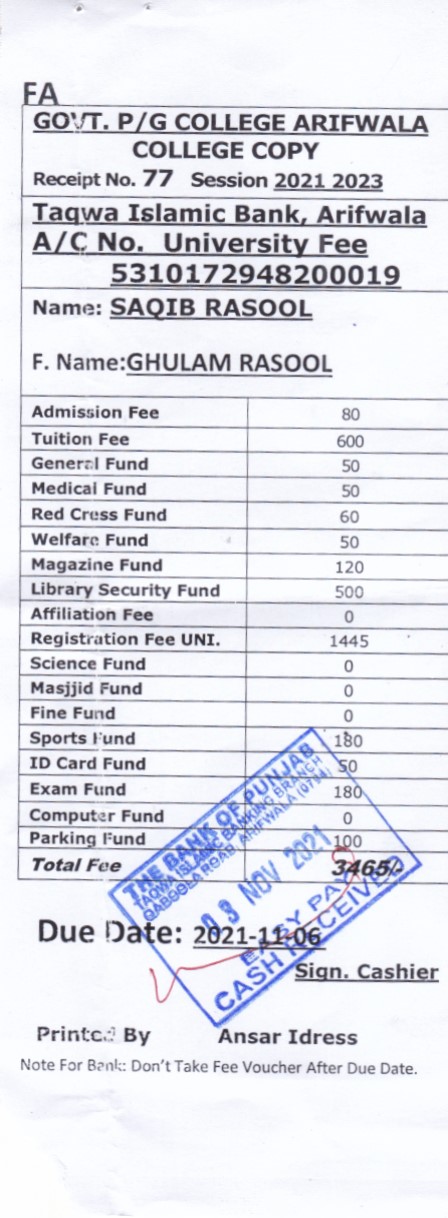 FA
GOVT. P/G COLLEGE ARIFWALA
COLLEGE COPY
Receipt No. 77 Session 2021 2023
Taqwa Islamic Bank, Arifwala
A/C No. University Fee
5310172948200019
Name: SAQIB RASOOL
F. Name:GHULAM RASOOL
Admission Fee 80
Tuition Fee 600
General Fund 50
Medical Fund 50
Red Cress Fund 60
Welfare Fund 50
Magazine Fund 120
Library Security Fund 500
Affiliation Fee 0
Registration Fee UNI. 1445
Science Fund 0
Masjjid Fund 0
Fine Fund 0
Sports Fund 180
ID Card Fund 50
Exam Fund 180
Computer Fund 0
Parking Fund 100
Total Fee 3465/-
THE BANK OF PUNJAB
TAQWA ISLAMIC BANKING BRANCH
QABOOLA ROAD, ARIFWALA (0794)
03 NOV 2021
EASY PAY
CASH RECEIVED
Due Date: 2021-11-06
Sign. Cashier
Printed By Ansar Idress
Note For Bank: Don't Take Fee Voucher After Due Date.